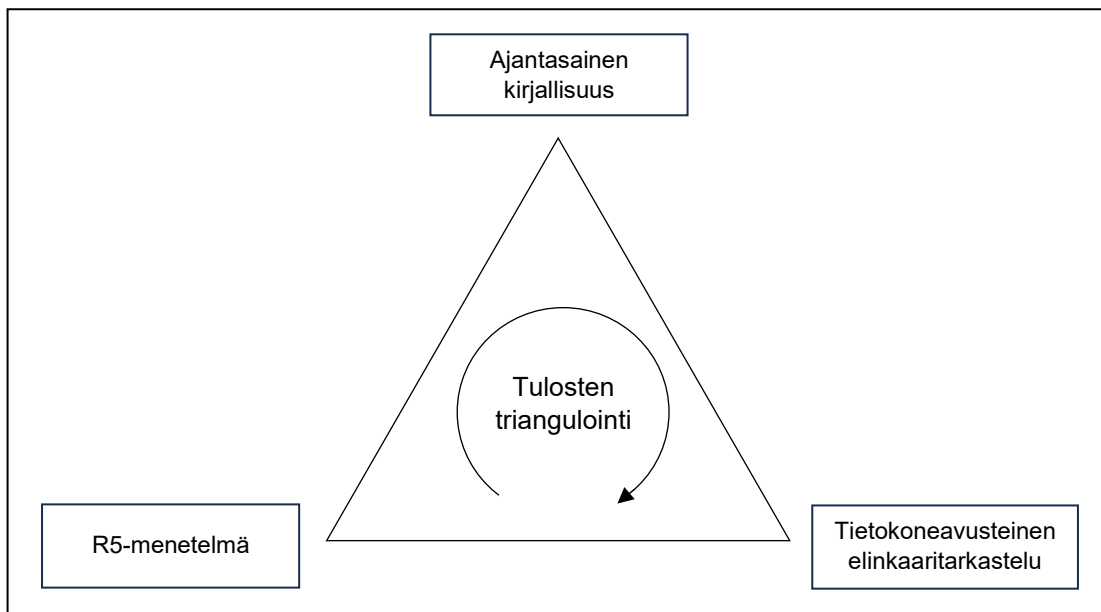 Ajantasainen
kirjallisuus
Tulosten
triangulointi
R5-menetelmä
Tietokoneavusteinen
elinkaaritarkastelu